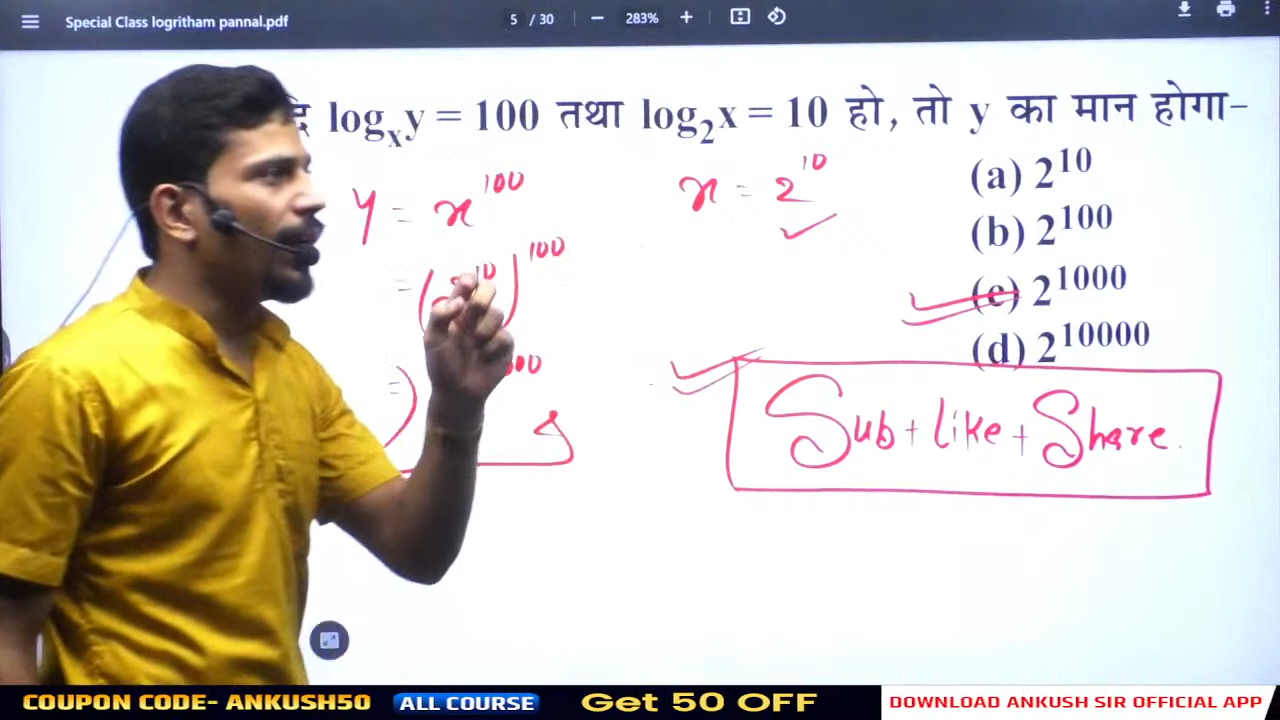 Special Class logritham pannal.pdf
5 / 30
283%
log_x y = 100 तथा log_2 x = 10 हो, तो y का मान होगा–
(a) 2^10
(b) 2^100
(c) 2^1000
(d) 2^10000
y = x^100
x = 2^10
= ( ^10)^100
=
Sub + like + Share.
COUPON CODE- ANKUSH50
ALL COURSE
Get 50 OFF
DOWNLOAD ANKUSH SIR OFFICIAL APP